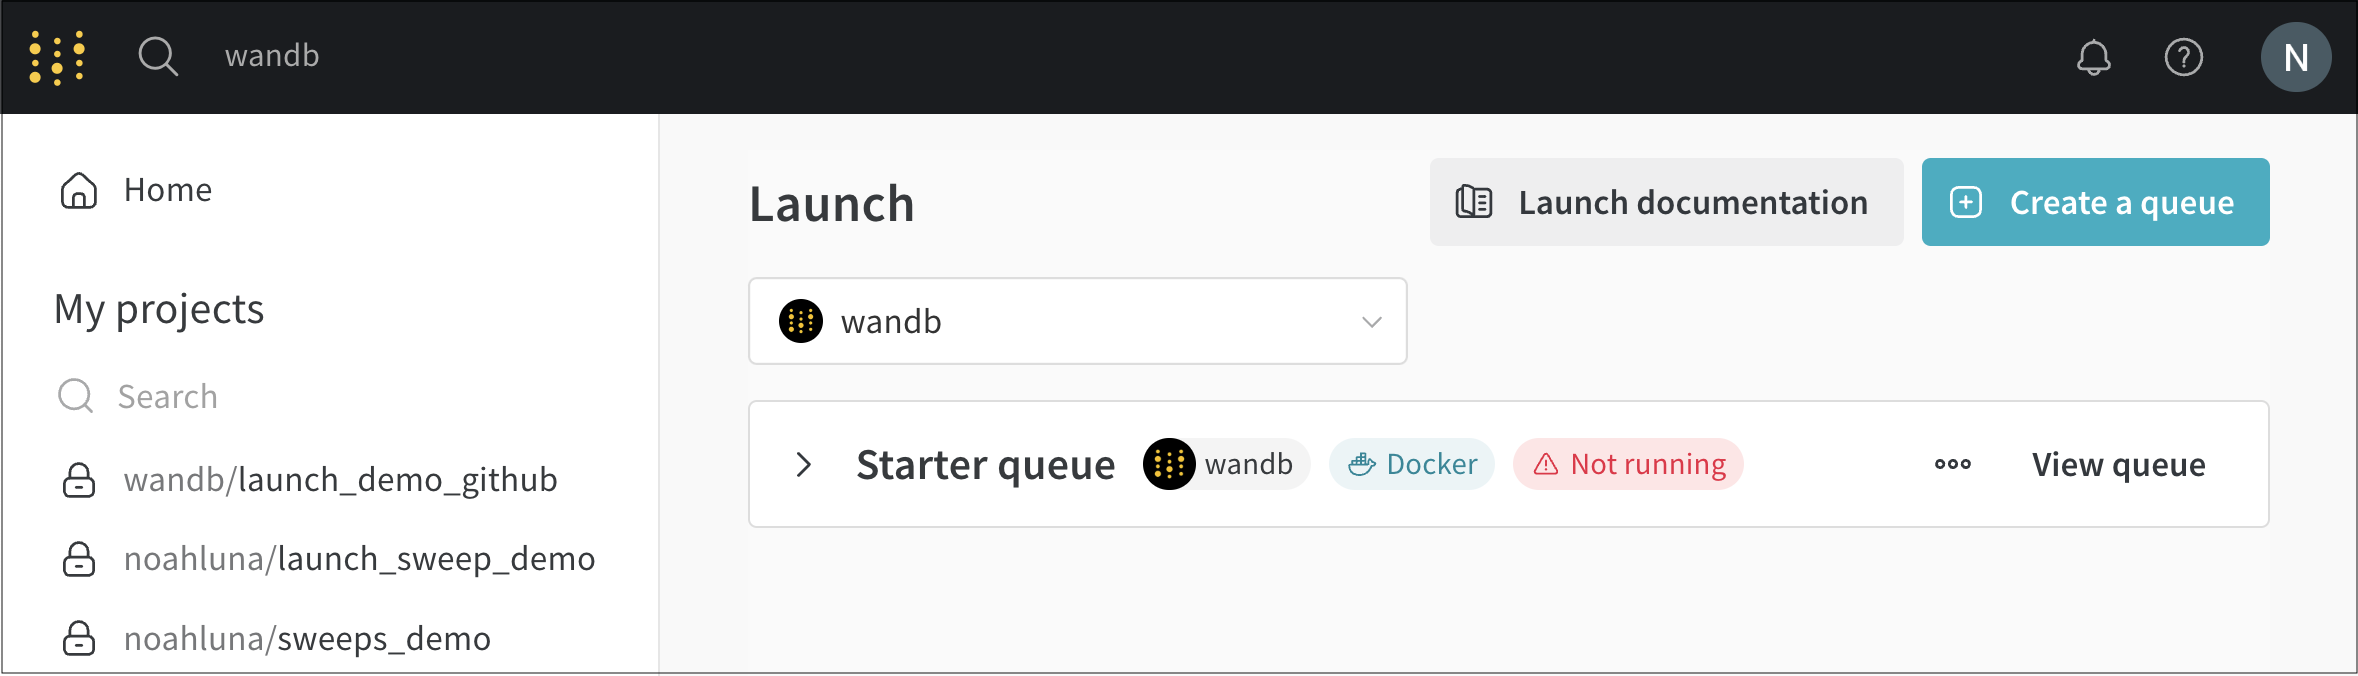 wandb
N
Home
My projects
Search
wandb/launch_demo_github
noahluna/launch_sweep_demo
noahluna/sweeps_demo
Launch
Launch documentation
Create a queue
wandb
Starter queue wandb Docker Not running View queue